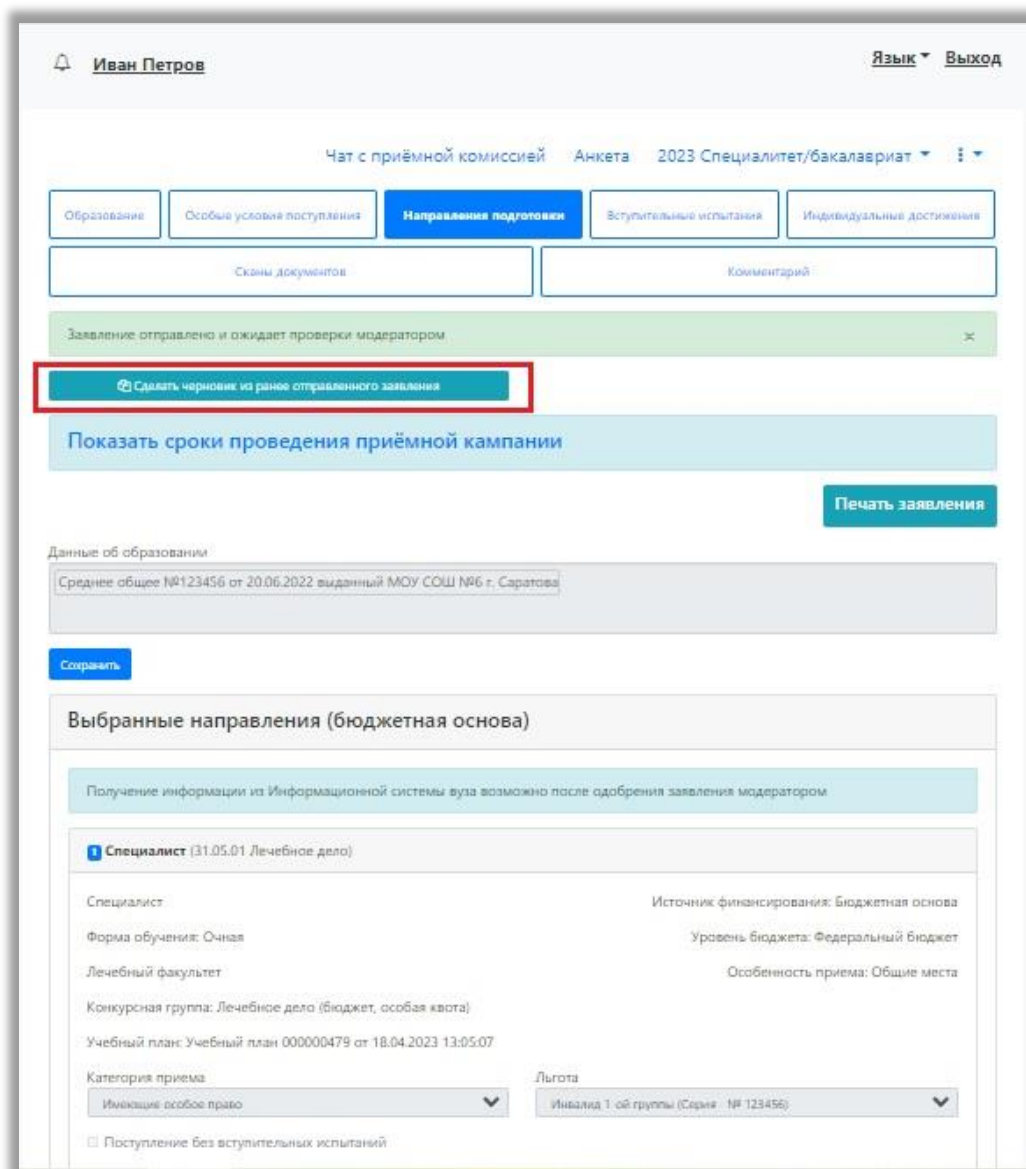 Иван Петров
Язык Выход
Чат с приёмной комиссией Анкета 2023 Специалитет/бакалавриат
Образование Особые условия поступления Направления подготовки Вступительные испытания Индивидуальные достижения
Сканы документов Комментарий
Заявление отправлено и ожидает проверки модератором ×
Сделать черновик из ранее отправленного заявления
Показать сроки проведения приёмной кампании
Печать заявления
Данные об образовании
Среднее общее №123456 от 20.06.2022 выданный МОУ СОШ №6 г. Саратова
Сохранить
Выбранные направления (бюджетная основа)
Получение информации из Информационной системы вуза возможно после одобрения заявления модератором
1 Специалист (31.05.01 Лечебное дело)
Специалист Источник финансирования: Бюджетная основа
Форма обучения: Очная Уровень бюджета: Федеральный бюджет
Лечебный факультет Особенность приема: Общие места
Конкурсная группа: Лечебное дело (бюджет, особая квота)
Учебный план: Учебный план 000000479 от 18.04.2023 13:05:07
Категория приема Льгота
Имеющие особое право Инвалид 1-ой группы (Серия № 123456)
Поступление без вступительных испытаний